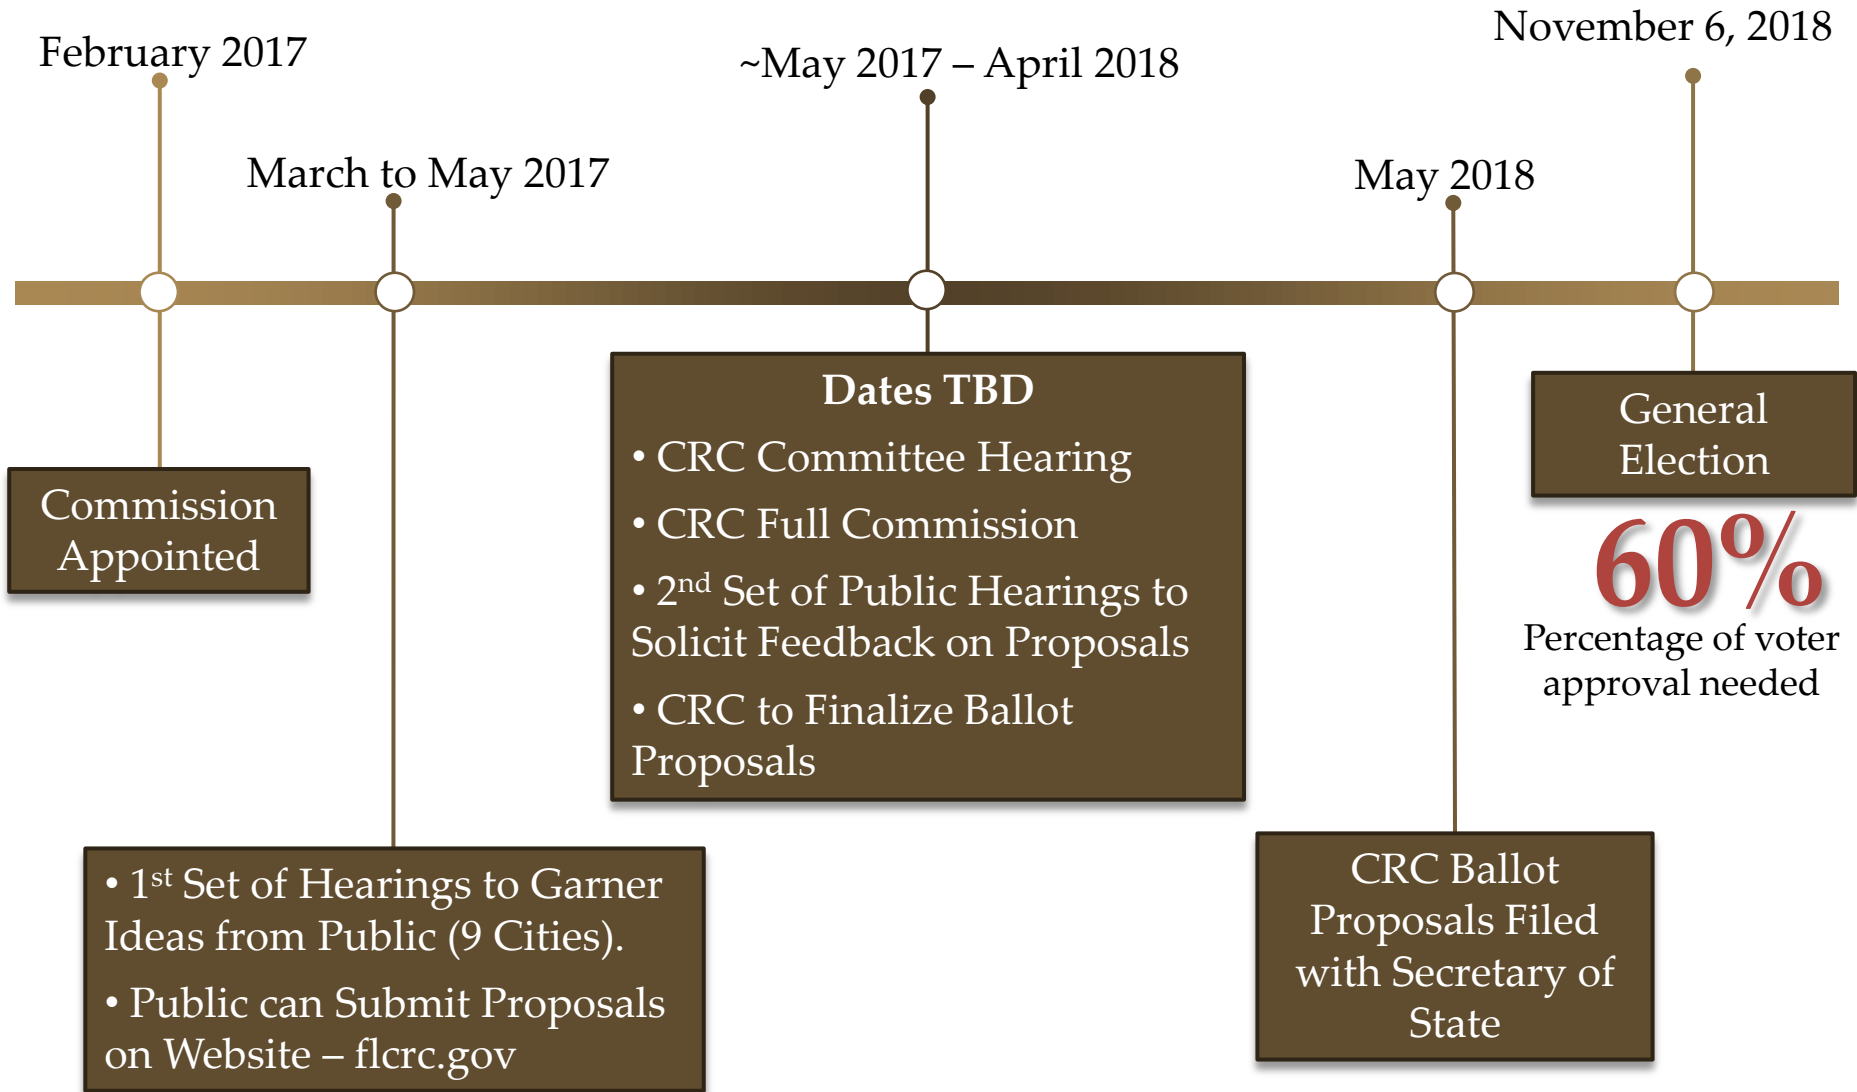 February 2017
Commission
Appointed
March to May 2017
• 1st Set of Hearings to Garner
Ideas from Public (9 Cities).
• Public can Submit Proposals
on Website – flcrc.gov
~May 2017 – April 2018
Dates TBD
• CRC Committee Hearing
• CRC Full Commission
• 2nd Set of Public Hearings to
Solicit Feedback on Proposals
• CRC to Finalize Ballot
Proposals
May 2018
CRC Ballot
Proposals Filed
with Secretary of
State
November 6, 2018
General
Election
60%
Percentage of voter
approval needed